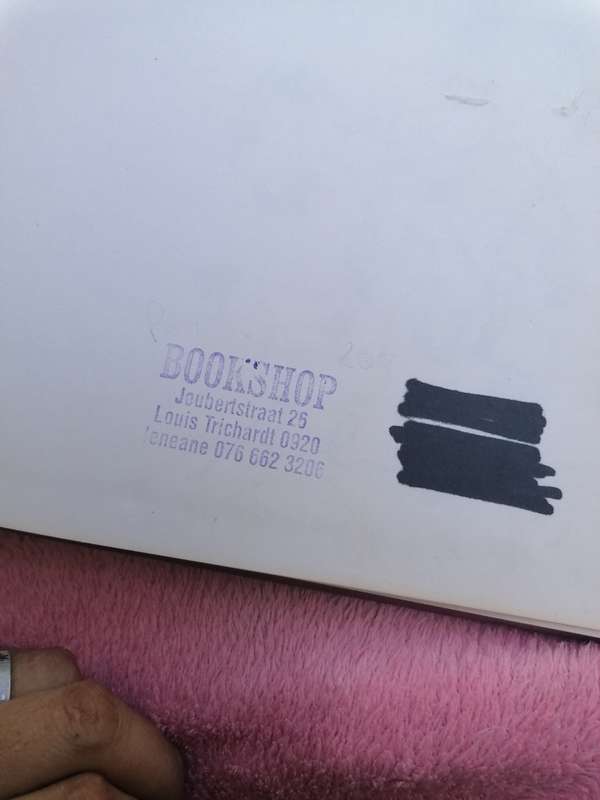 BOOKSHOP
Joubertstraat 26
Louis Trichardt 0920
076 662 3206